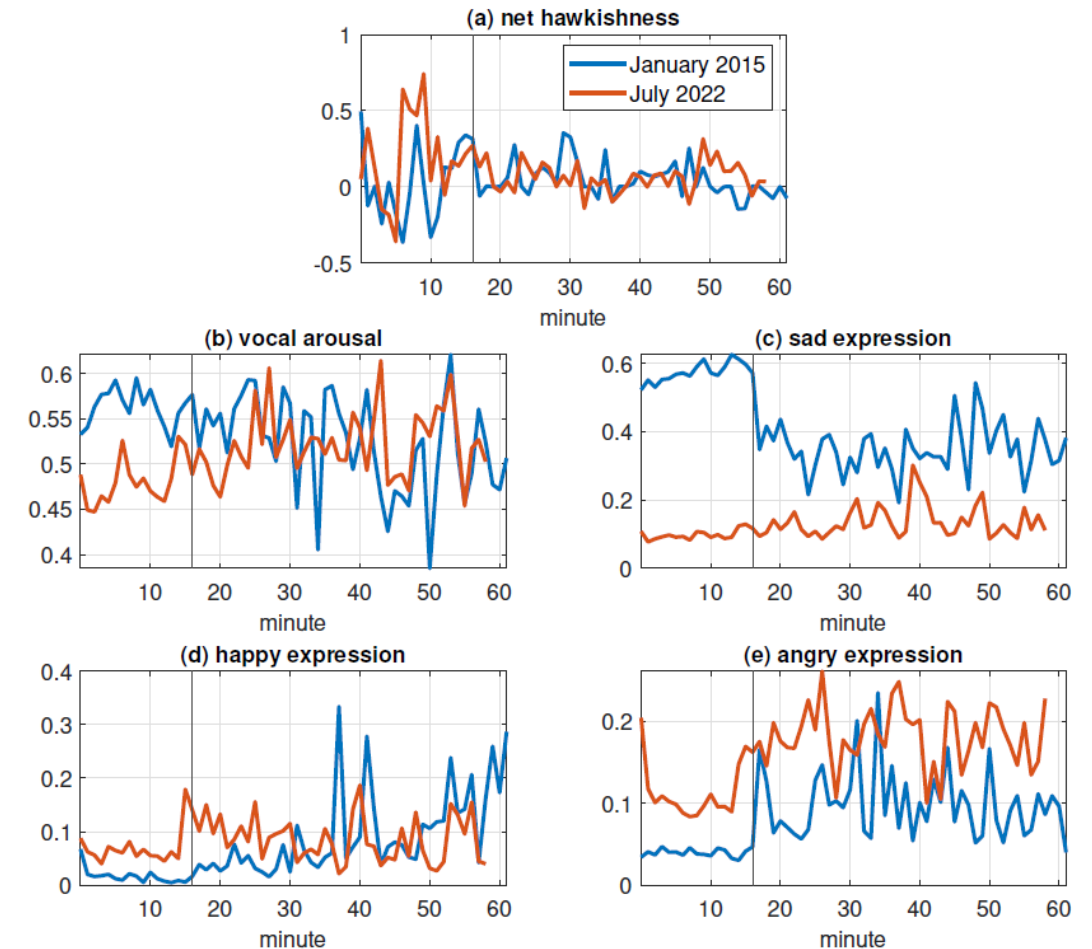 (a) net hawkishness
1
0.5
0
-0.5
January 2015
July 2022
10 20 30 40 50 60
minute
(b) vocal arousal
0.6
0.55
0.5
0.45
0.4
10 20 30 40 50 60
minute
(c) sad expression
0.6
0.4
0.2
0
10 20 30 40 50 60
minute
(d) happy expression
0.4
0.3
0.2
0.1
0
10 20 30 40 50 60
minute
(e) angry expression
0.2
0.1
0
10 20 30 40 50 60
minute